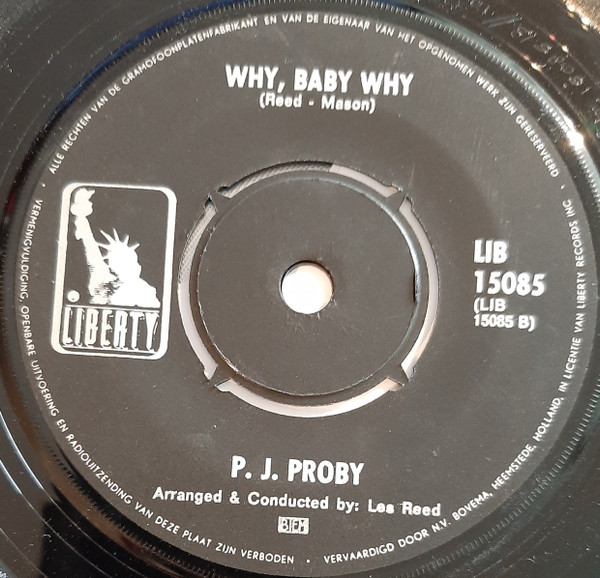 ALLE RECHTEN VAN DE GRAMOFOONPLATENFABRIKANT EN VAN DE EIGENAAR VAN HET OPGENOMEN WERK ZIJN GERESERVEERD •
WHY, BABY WHY
(Reed - Mason)
LIBERTY
LIB
15085
(LIB
15085 B)
P. J. PROBY
Arranged & Conducted by: Les Reed
BIEM
VERMENIGVULDIGING, OPENBARE UITVOERING EN RADIOUITZENDING VAN DEZE PLAAT ZIJN VERBODEN •
VERVAARDIGD DOOR N.V. BOVEMA, HEEMSTEDE, HOLLAND, IN LICENTIE VAN LIBERTY RECORDS INC